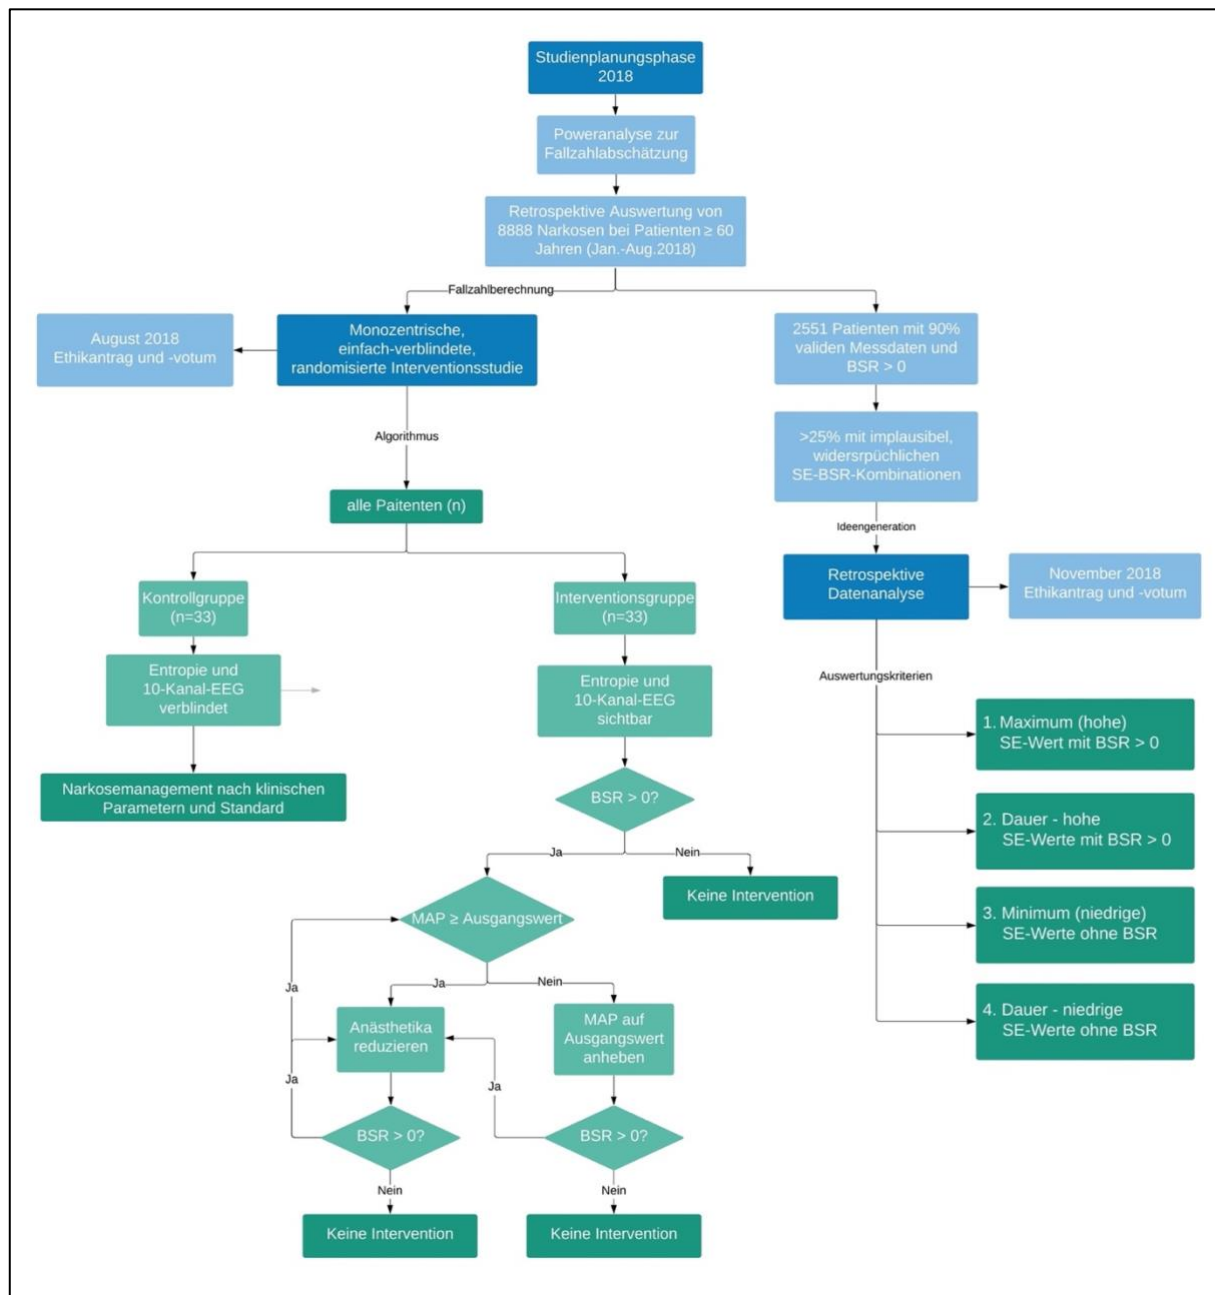 Studienplanungsphase
2018
Poweranalyse zur
Fallzahlabschätzung
Retrospektive Auswertung von
8888 Narkosen bei Patienten ≥ 60
Jahren (Jan.-Aug.2018)
Fallzahlberechnung
August 2018
Ethikantrag und -votum
Monozentrische,
einfach-verblindete,
randomisierte Interventionsstudie
2551 Patienten mit 90%
validen Messdaten und
BSR > 0
Algorithmus
>25% mit implausibel,
widersrpüchlichen
SE-BSR-Kombinationen
alle Paitenten (n)
Ideengeneration
Kontrollgruppe
(n=33)
Interventionsgruppe
(n=33)
Retrospektive
Datenanalyse
November 2018
Ethikantrag und -votum
Entropie und
10-Kanal-EEG
verblindet
Entropie und
10-Kanal-EEG
sichtbar
Auswertungskriterien
Narkosemanagement nach klinischen
Parametern und Standard
BSR > 0?
1. Maximum (hohe)
SE-Wert mit BSR > 0
2. Dauer - hohe
SE-Werte mit BSR > 0
3. Minimum (niedrige)
SE-Werte ohne BSR
4. Dauer - niedrige
SE-Werte ohne BSR
Ja
Nein
Keine Intervention
MAP ≥ Ausgangswert
Ja
Ja
Nein
Anästhetika
reduzieren
MAP auf
Ausgangswert
anheben
Ja
Ja
BSR > 0?
BSR > 0?
Nein
Nein
Keine Intervention
Keine Intervention